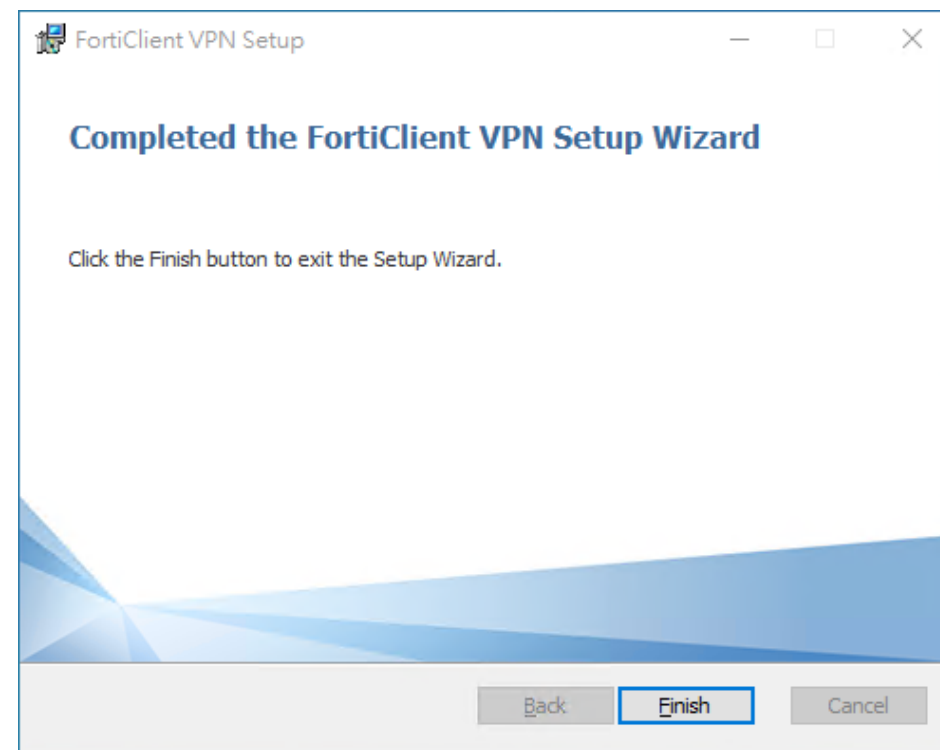 FortiClient VPN Setup
Completed the FortiClient VPN Setup Wizard
Click the Finish button to exit the Setup Wizard.
Back Finish Cancel